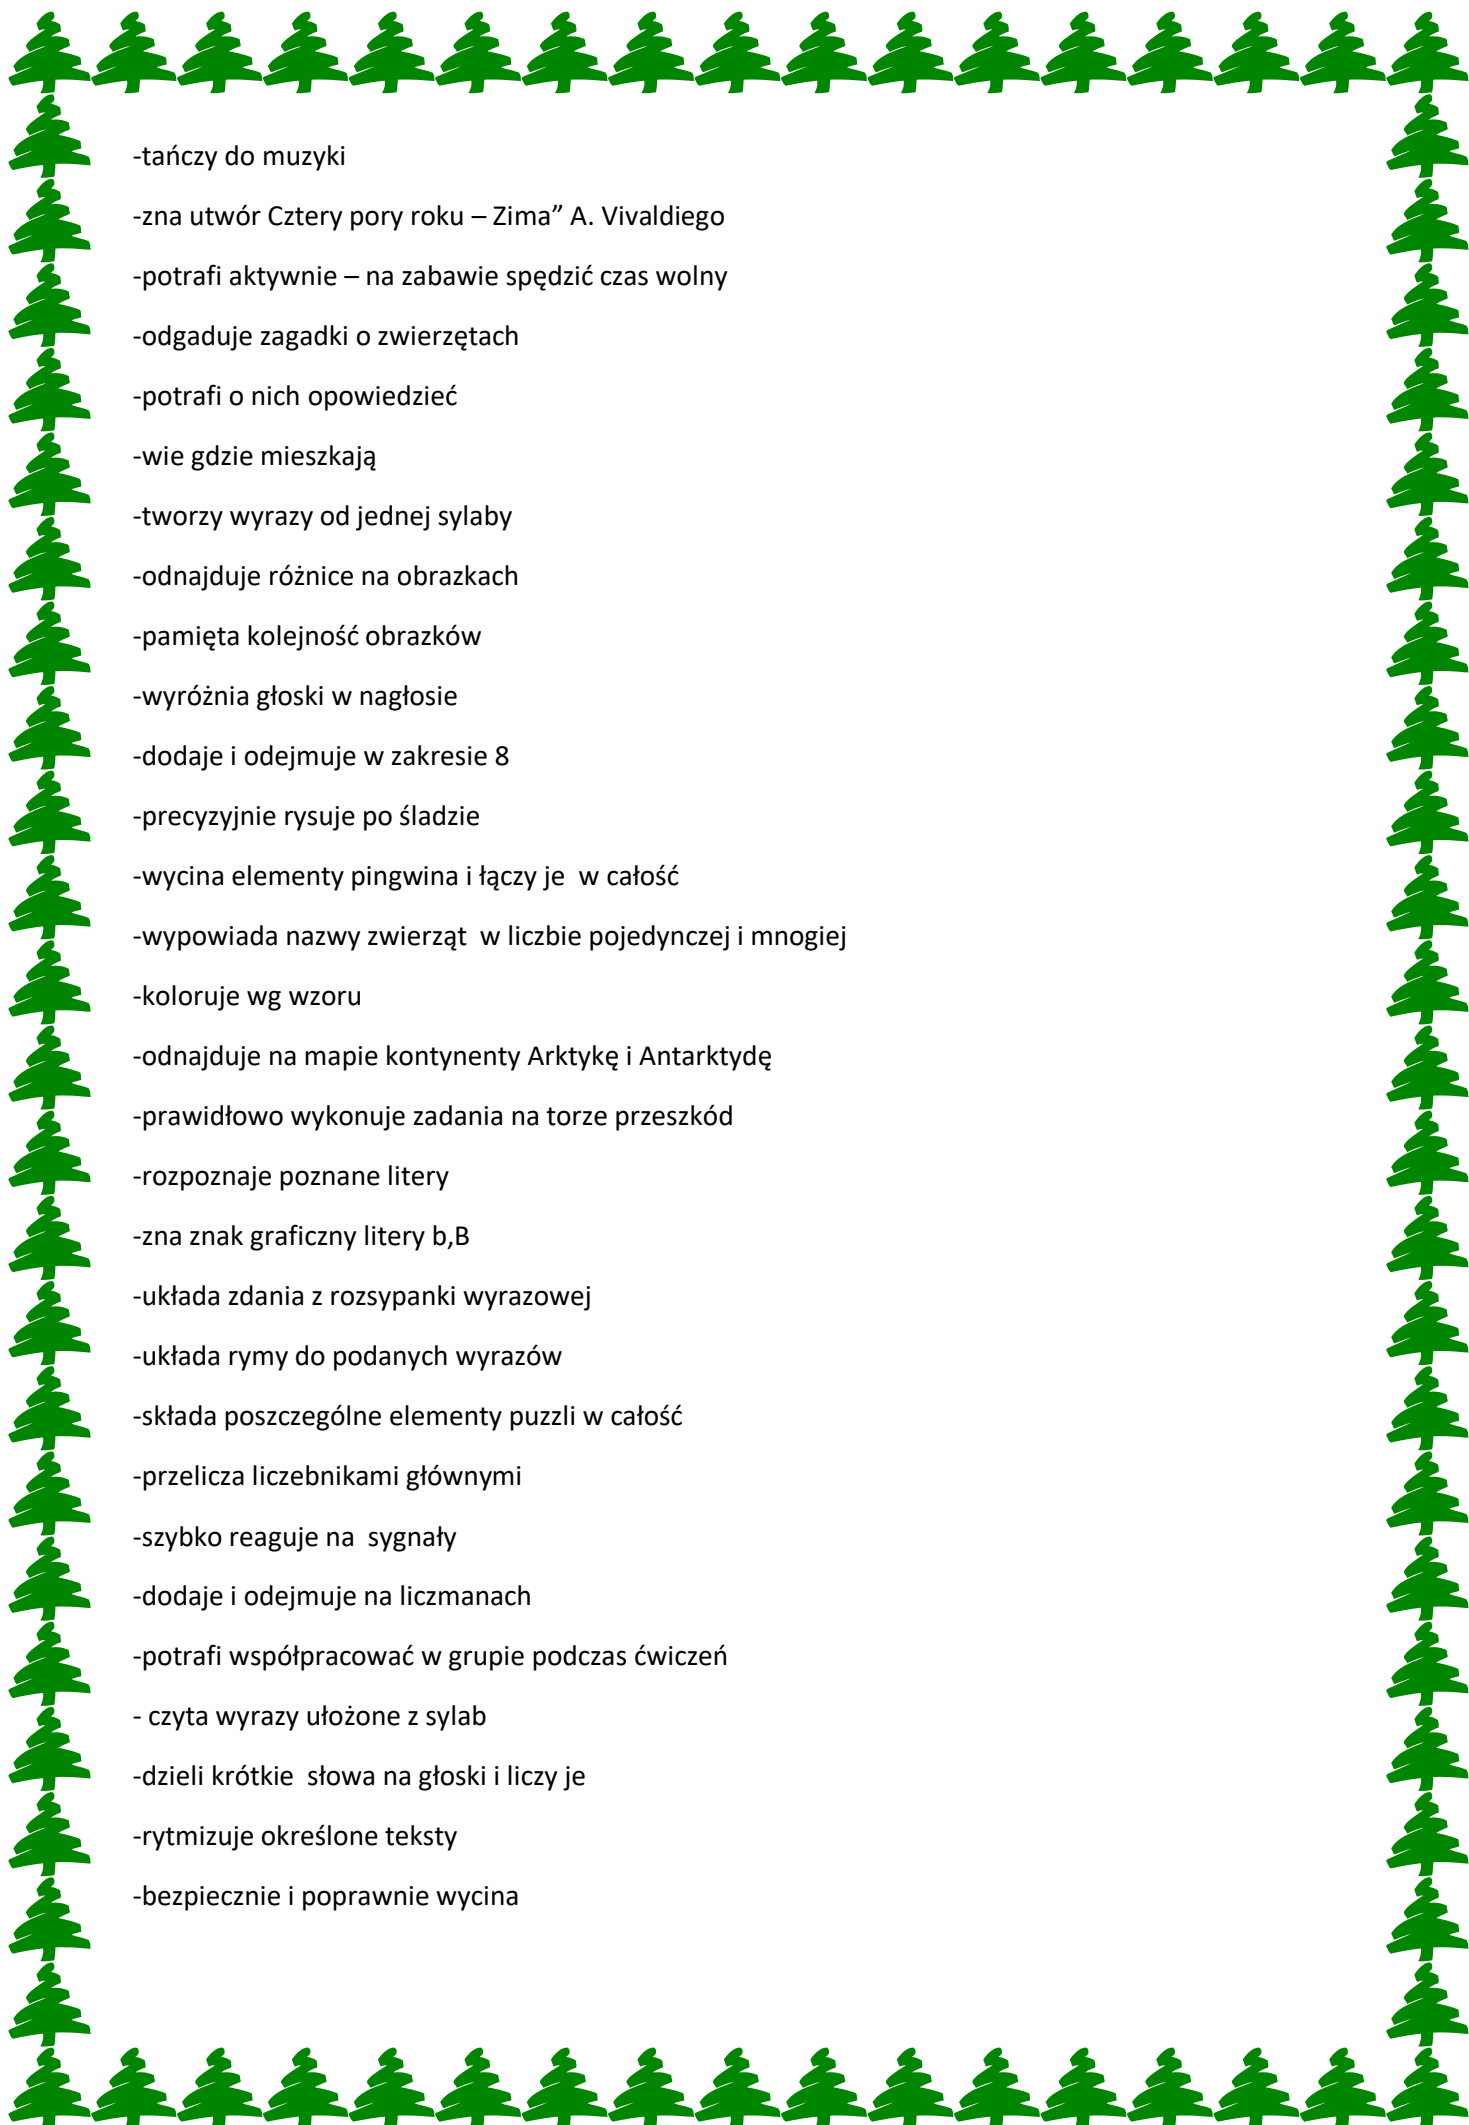 -tańczy do muzyki
-zna utwór Cztery pory roku – Zima” A. Vivaldiego
-potrafi aktywnie – na zabawie spędzić czas wolny
-odgaduje zagadki o zwierzętach
-potrafi o nich opowiedzieć
-wie gdzie mieszkają
-tworzy wyrazy od jednej sylaby
-odnajduje różnice na obrazkach
-pamięta kolejność obrazków
-wyróżnia głoski w nagłosie
-dodaje i odejmuje w zakresie 8
-precyzyjnie rysuje po śladzie
-wycina elementy pingwina i łączy je  w całość
-wypowiada nazwy zwierząt  w liczbie pojedynczej i mnogiej
-koloruje wg wzoru
-odnajduje na mapie kontynenty Arktykę i Antarktydę
-prawidłowo wykonuje zadania na torze przeszkód
-rozpoznaje poznane litery
-zna znak graficzny litery b,B
-układa zdania z rozsypanki wyrazowej
-układa rymy do podanych wyrazów
-składa poszczególne elementy puzzli w całość
-przelicza liczebnikami głównymi
-szybko reaguje na  sygnały
-dodaje i odejmuje na liczmanach
-potrafi współpracować w grupie podczas ćwiczeń
- czyta wyrazy ułożone z sylab
-dzieli krótkie  słowa na głoski i liczy je
-rytmizuje określone teksty
-bezpiecznie i poprawnie wycina